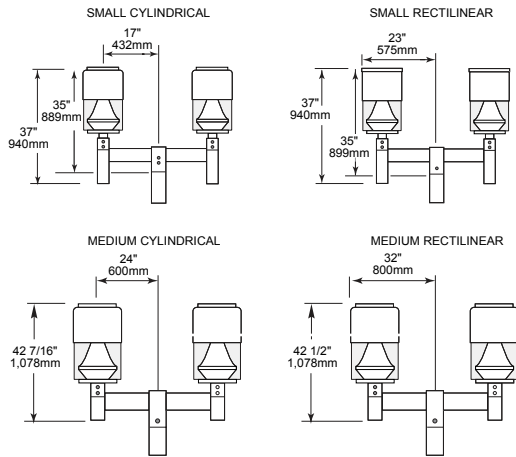 SMALL CYLINDRICAL
17"
432mm
35"
889mm
37"
940mm
SMALL RECTILINEAR
23"
575mm
37"
940mm
35"
899mm
MEDIUM CYLINDRICAL
24"
600mm
42 7/16"
1,078mm
MEDIUM RECTILINEAR
32"
800mm
42 1/2"
1,078mm